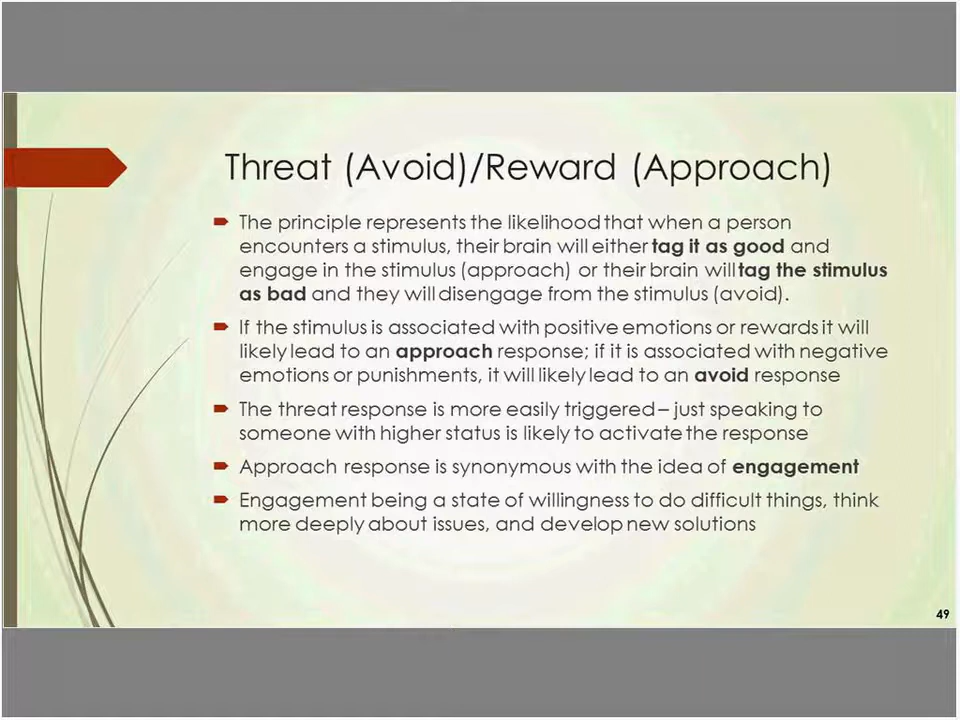 Threat (Avoid)/Reward (Approach)
The principle represents the likelihood that when a person
encounters a stimulus, their brain will either tag it as good and
engage in the stimulus (approach) or their brain will tag the stimulus
as bad and they will disengage from the stimulus (avoid).
If the stimulus is associated with positive emotions or rewards it will
likely lead to an approach response; if it is associated with negative
emotions or punishments, it will likely lead to an avoid response
The threat response is more easily triggered – just speaking to
someone with higher status is likely to activate the response
Approach response is synonymous with the idea of engagement
Engagement being a state of willingness to do difficult things, think
more deeply about issues, and develop new solutions
49